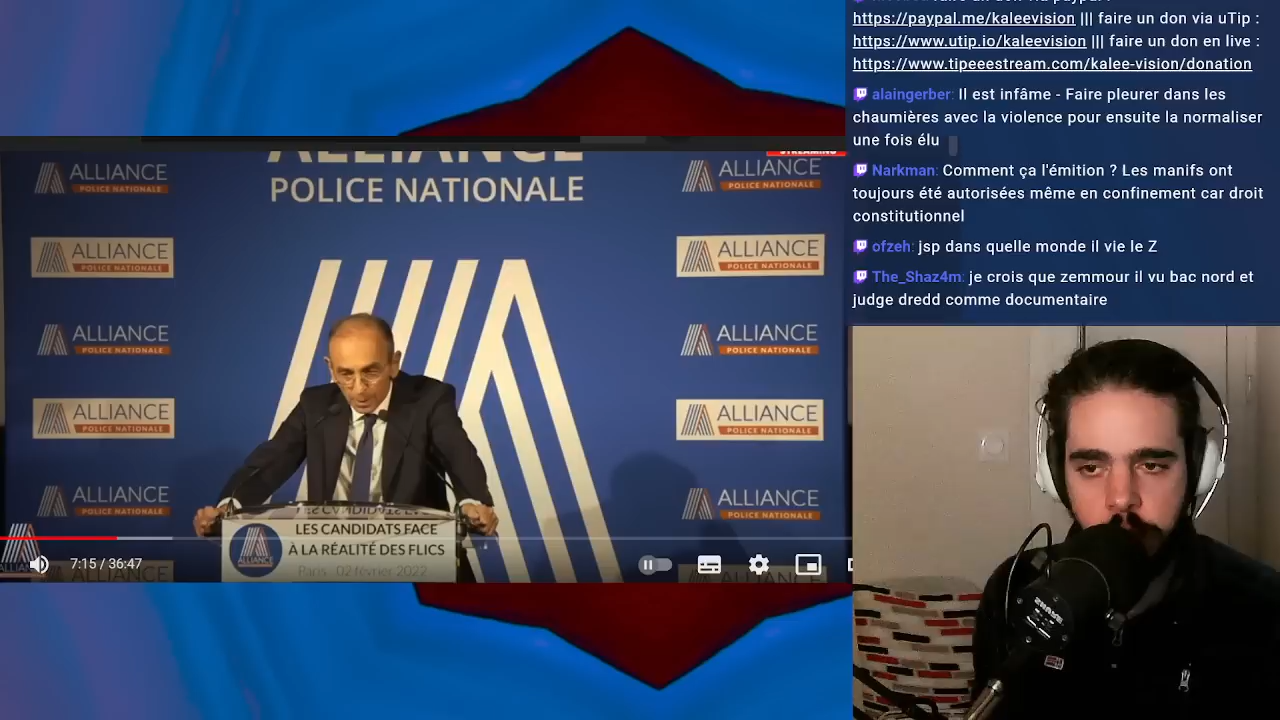 https://paypal.me/kaleevision ||| faire un don via uTip :
https://www.utip.io/kaleevision ||| faire un don en live :
https://www.tipeeestream.com/kalee-vision/donation
alaingerber: Il est infâme - Faire pleurer dans les
chaumières avec la violence pour ensuite la normaliser
une fois élu
Narkman: Comment ça l'émition ? Les manifs ont
toujours été autorisées même en confinement car droit
constitutionnel
ofzeh: jsp dans quelle monde il vie le Z
The_Shaz4m: je crois que zemmour il vu bac nord et
judge dredd comme documentaire
ALLIANCE
POLICE NATIONALE
ALLIANCE
POLICE NATIONALE
ALLIANCE
POLICE NATIONALE
ALLIANCE
POLICE NATIONALE
ALLIANCE
POLICE NATIONALE
ALLIANCE
POLICE NATIONALE
ALLIANCE
POLICE NATIONALE
ALLIANCE
POLICE NATIONALE
ALLIANCE
POLICE NATIONALE
ALLIANCE
POLICE NATIONALE
ALLIANCE
POLICE NATIONALE
LES CANDIDATS FACE
À LA RÉALITÉ DES FLICS
Paris - 02 février 2022
ALLIANCE
7:15 / 36:47